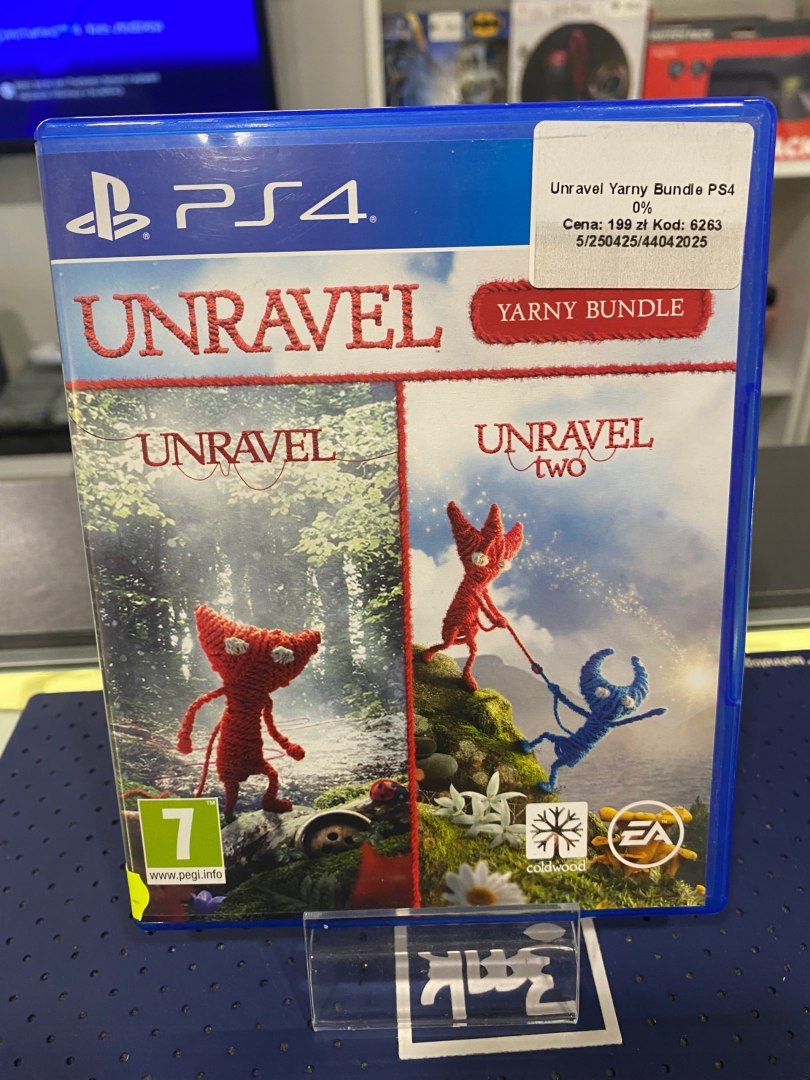 PS4
Unravel Yarny Bundle PS4
0%
Cena: 199 zł Kod: 6263
5/250425/44042025
UNRAVEL
YARNY BUNDLE
UNRAVEL
UNRAVEL
two
7
www.pegi.info
coldwood
EA